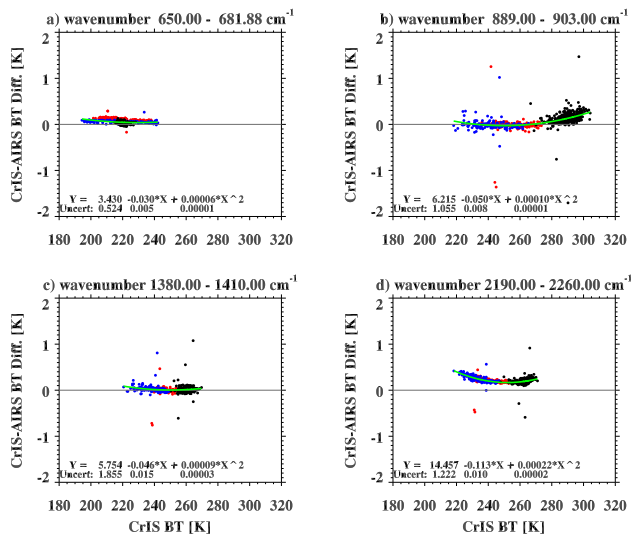 a) wavenumber 650.00 - 681.88 cm-1
b) wavenumber 889.00 - 903.00 cm-1
CrIS-AIRS BT Diff. [K]
2
1
0
-1
-2
Y = 3.430 -0.030*X + 0.00006*X^2
Uncert: 0.524 0.005 0.00001
180 200 220 240 260 280 300 320
CrIS-AIRS BT Diff. [K]
2
1
0
-1
-2
Y = 6.215 -0.050*X + 0.00010*X^2
Uncert: 1.055 0.008 0.00001
180 200 220 240 260 280 300 320
c) wavenumber 1380.00 - 1410.00 cm-1
d) wavenumber 2190.00 - 2260.00 cm-1
CrIS-AIRS BT Diff. [K]
2
1
0
-1
-2
Y = 5.754 -0.046*X + 0.00009*X^2
Uncert: 1.855 0.015 0.00003
180 200 220 240 260 280 300 320
CrIS BT [K]
CrIS-AIRS BT Diff. [K]
2
1
0
-1
-2
Y = 14.457 -0.113*X + 0.00022*X^2
Uncert: 1.222 0.010 0.00002
180 200 220 240 260 280 300 320
CrIS BT [K]